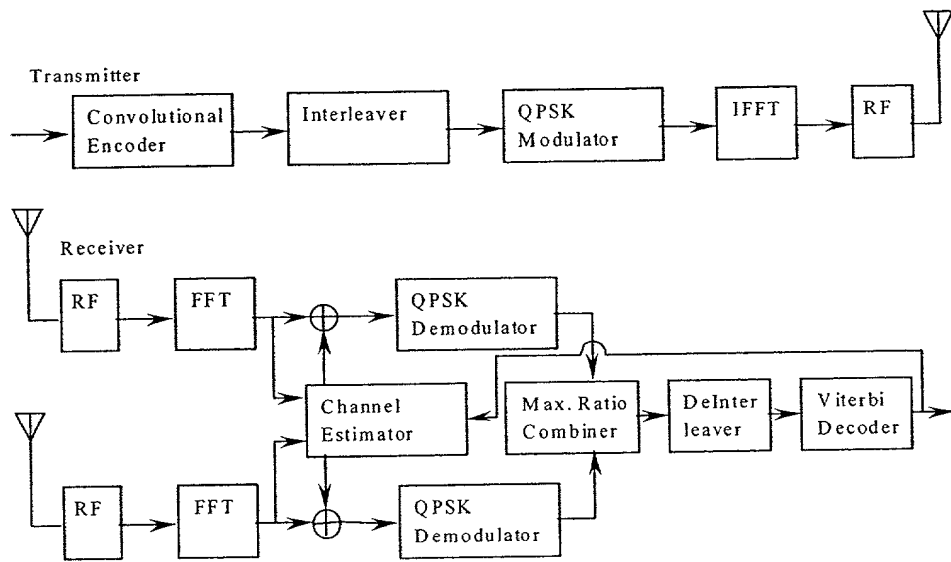 Transmitter
Convolutional
Encoder
Interleaver
QPSK
Modulator
IFFT
RF
Receiver
RF
FFT
QPSK
Demodulator
Channel
Estimator
Max. Ratio
Combiner
DeInter
leaver
Viterbi
Decoder
RF
FFT
QPSK
Demodulator